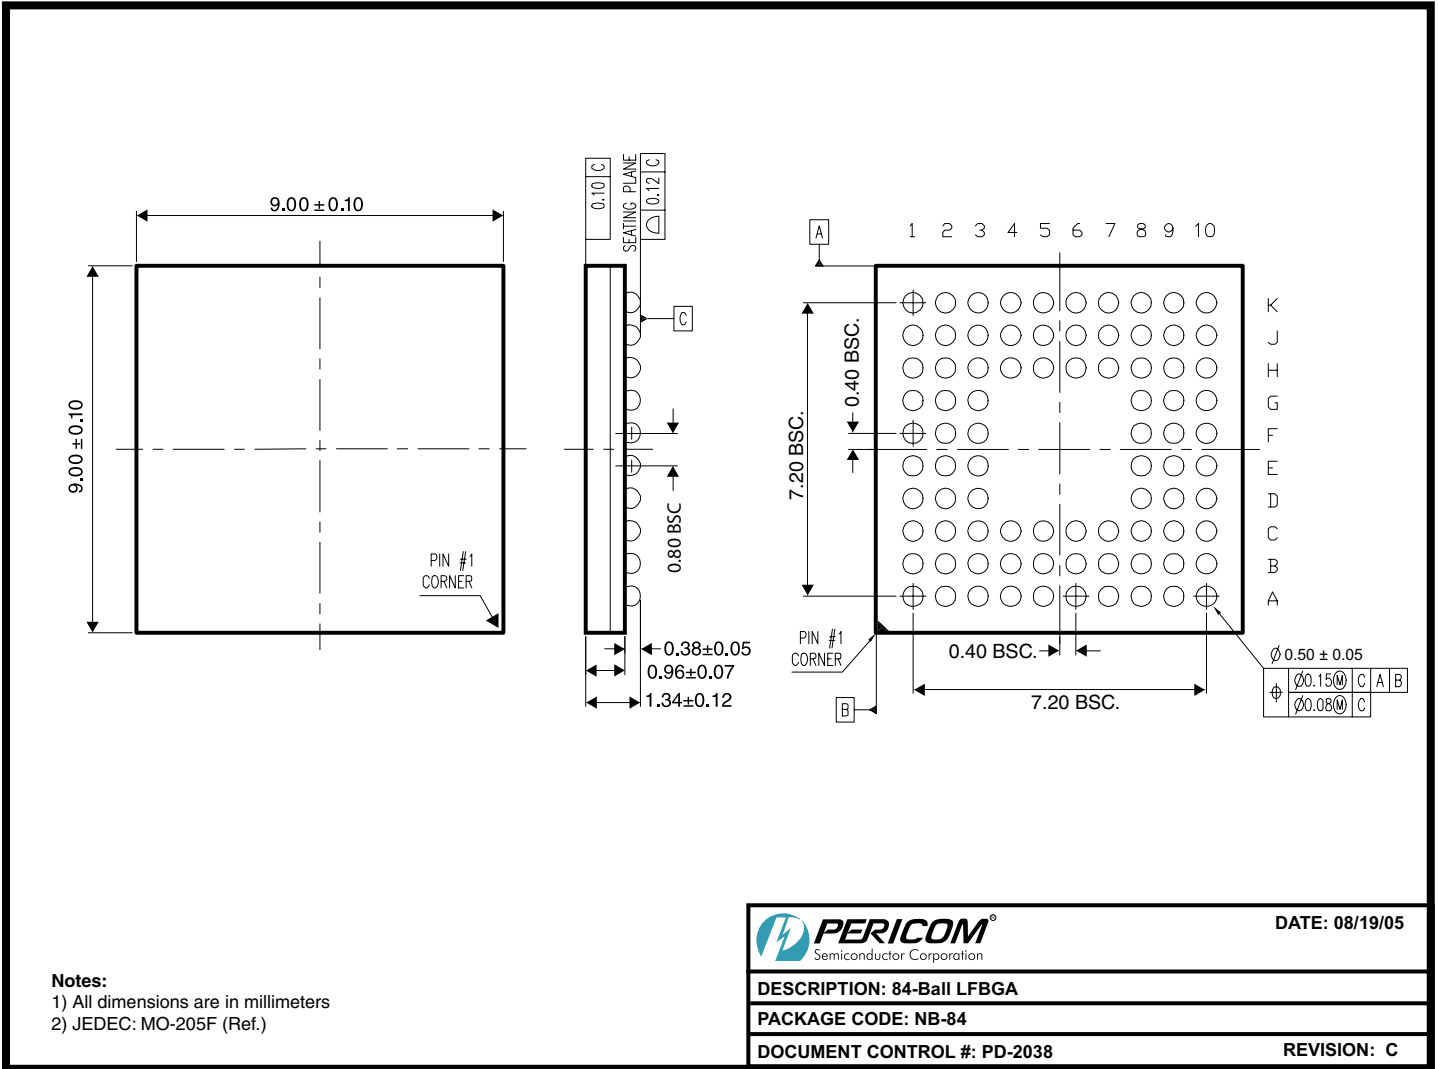 9.00 ±0.10
9.00 ±0.10
PIN #1
CORNER
0.10 C
SEATING PLANE
0.12 C
C
0.80 BSC
0.38±0.05
0.96±0.07
1.34±0.12
A
1 2 3 4 5 6 7 8 9 10
K
J
H
G
F
E
D
C
B
A
0.40 BSC.
7.20 BSC.
PIN #1
CORNER
B
0.40 BSC.
7.20 BSC.
Ø 0.50 ± 0.05
Ø0.15Ⓜ C A B
Ø0.08Ⓜ C
Notes:
1) All dimensions are in millimeters
2) JEDEC: MO-205F (Ref.)
PERICOM®
Semiconductor Corporation
DATE: 08/19/05
DESCRIPTION: 84-Ball LFBGA
PACKAGE CODE: NB-84
DOCUMENT CONTROL #: PD-2038
REVISION: C